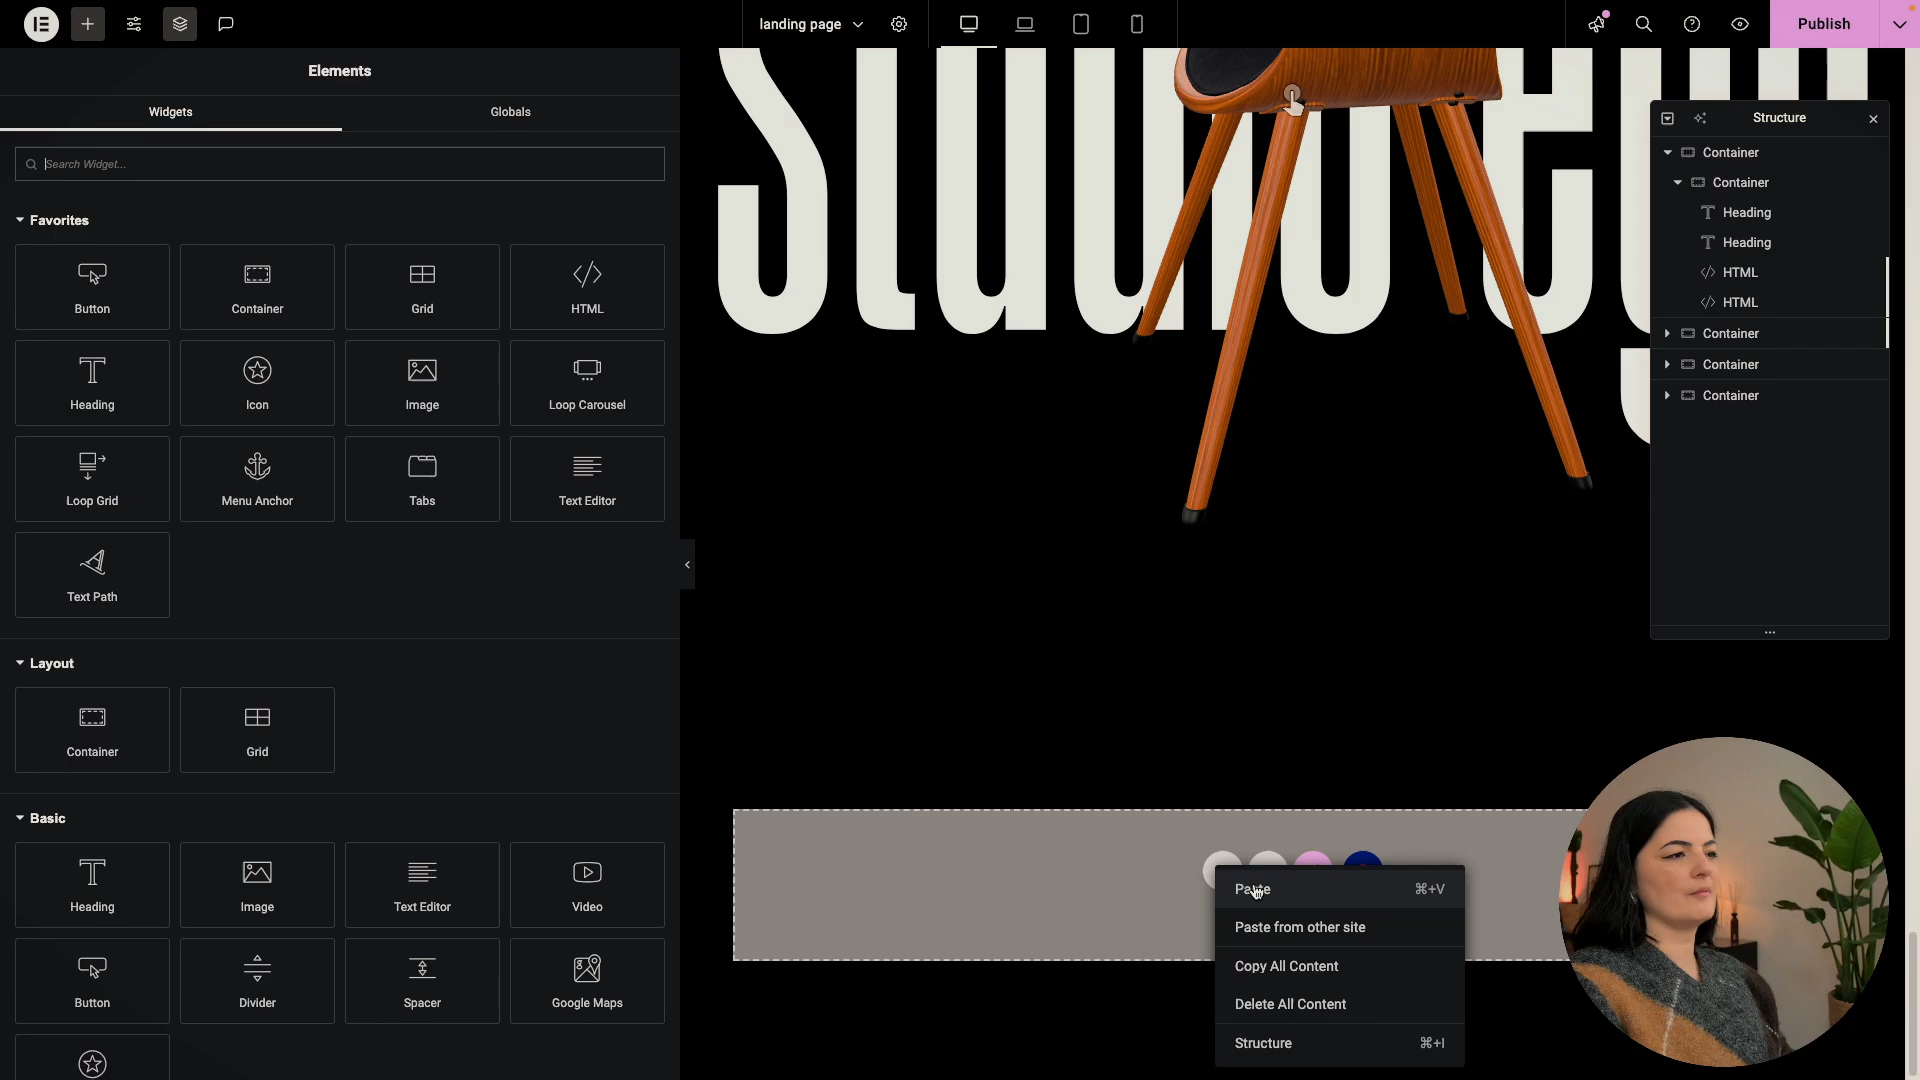 landing page
Publish
Elements
Widgets
Globals
Search Widget...
Favorites
Button
Container
Grid
HTML
Heading
Icon
Image
Loop Carousel
Loop Grid
Menu Anchor
Tabs
Text Editor
Text Path
Layout
Container
Grid
Basic
Heading
Image
Text Editor
Video
Button
Divider
Spacer
Google Maps
Structure
Container
Container
Heading
Heading
HTML
HTML
Container
Container
Container
Paste ⌘+V
Paste from other site
Copy All Content
Delete All Content
Structure ⌘+I